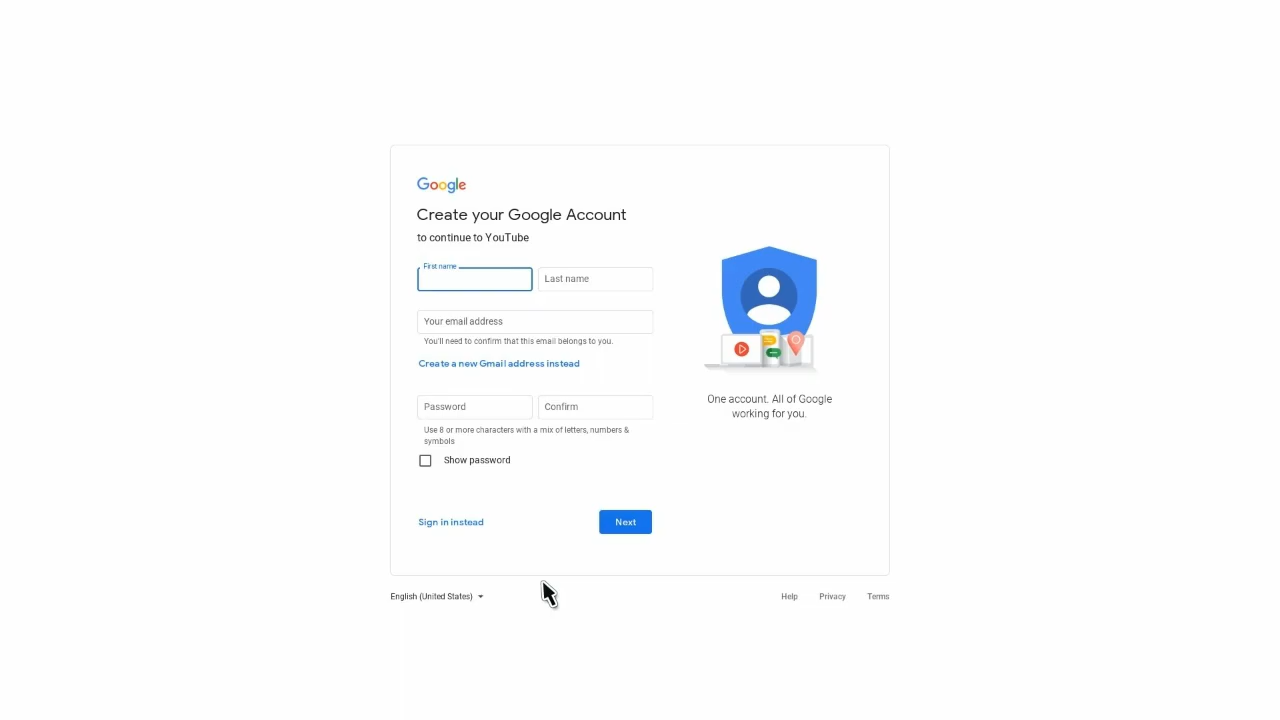 Google
Create your Google Account
to continue to YouTube
First name
Last name
Your email address
You'll need to confirm that this email belongs to you.
Create a new Gmail address instead
Password
Confirm
Use 8 or more characters with a mix of letters, numbers &
symbols
Show password
Sign in instead
Next
One account. All of Google
working for you.
English (United States)
Help
Privacy
Terms